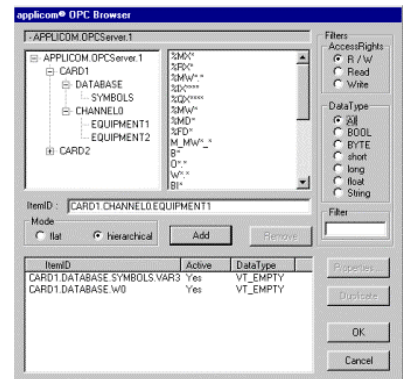 applicom® OPC Browser
- APPLICOM.OPCServer.1
APPLICOM.OPCServer.1
CARD1
DATABASE
SYMBOLS
CHANNEL0
EQUIPMENT1
EQUIPMENT2
CARD2
%MX*
%RX*
%MW*.*
%IX****
%QX****
%MW*
%MD*
%FD*
M_MW*_*
B*
O*.*
W*.*
BI*
Filters
AccessRights
R / W
Read
Write
DataType
All
BOOL
BYTE
short
long
float
String
Filter
ItemID : CARD1.CHANNEL0.EQUIPMENT1
Mode
flat hierarchical Add Remove
ItemID Active DataType
CARD1.DATABASE.SYMBOLS.VAR3 Yes VT_EMPTY
CARD1.DATABASE.W0 Yes VT_EMPTY
Properties...
Duplicate
OK
Cancel